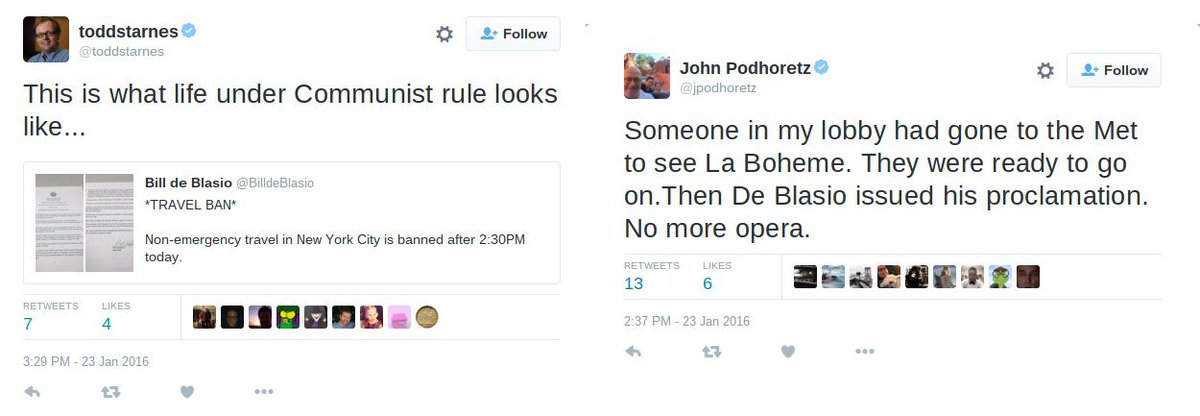 toddstarnes
@toddstarnes
Follow
This is what life under Communist rule looks
like...
Bill de Blasio @BilldeBlasio
*TRAVEL BAN*
Non-emergency travel in New York City is banned after 2:30PM
today.
RETWEETS LIKES
7 4
3:29 PM - 23 Jan 2016
John Podhoretz
@jpodhoretz
Follow
Someone in my lobby had gone to the Met
to see La Boheme. They were ready to go
on.Then De Blasio issued his proclamation.
No more opera.
RETWEETS LIKES
13 6
2:37 PM - 23 Jan 2016